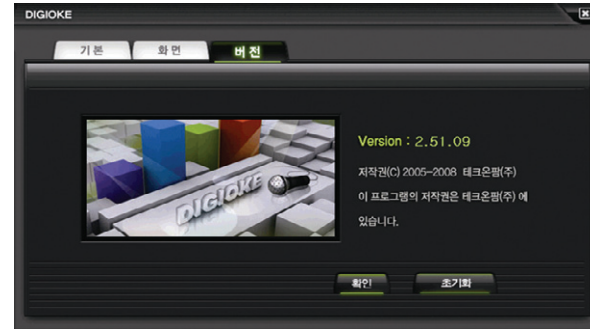 DIGIOKE
기본 화면 버전
DIGIOKE
Version : 2.51.09
저작권(C) 2005-2008 테크온팜(주)
이 프로그램의 저작권은 테크온팜(주) 에
있습니다.
확인 초기화